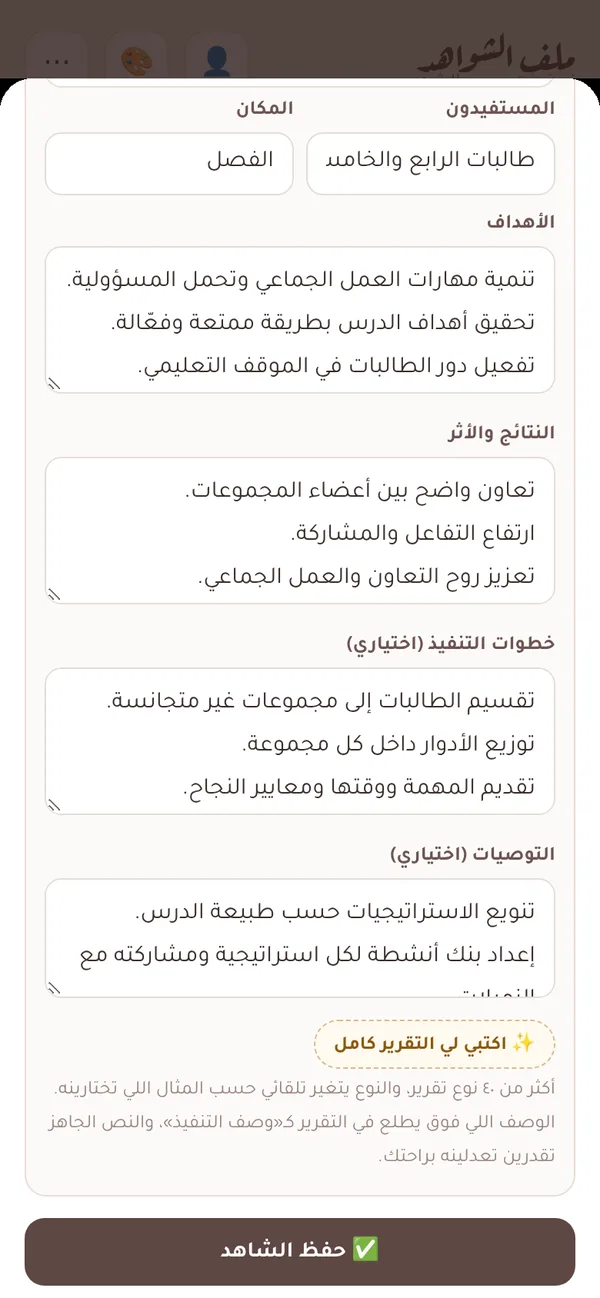 ملف الشواهد
...
المستفيدون
المكان
طالبات الرابع والخامس
الفصل
الأهداف
تنمية مهارات العمل الجماعي وتحمل المسؤولية.
تحقيق أهداف الدرس بطريقة ممتعة وفعّالة.
تفعيل دور الطالبات في الموقف التعليمي.
النتائج والأثر
تعاون واضح بين أعضاء المجموعات.
ارتفاع التفاعل والمشاركة.
تعزيز روح التعاون والعمل الجماعي.
خطوات التنفيذ (اختياري)
تقسيم الطالبات إلى مجموعات غير متجانسة.
توزيع الأدوار داخل كل مجموعة.
تقديم المهمة ووقتها ومعايير النجاح.
التوصيات (اختياري)
تنويع الاستراتيجيات حسب طبيعة الدرس.
إعداد بنك أنشطة لكل استراتيجية ومشاركته مع
✨ اكتبي لي التقرير كامل
أكثر من ٤٠ نوع تقرير، والنوع يتغير تلقائي حسب المثال اللي تختارينه.
الوصف اللي فوق يطلع في التقرير كـ«وصف التنفيذ»، والنص الجاهز
تقدرين تعدلينه براحتك.
✅ حفظ الشاهد